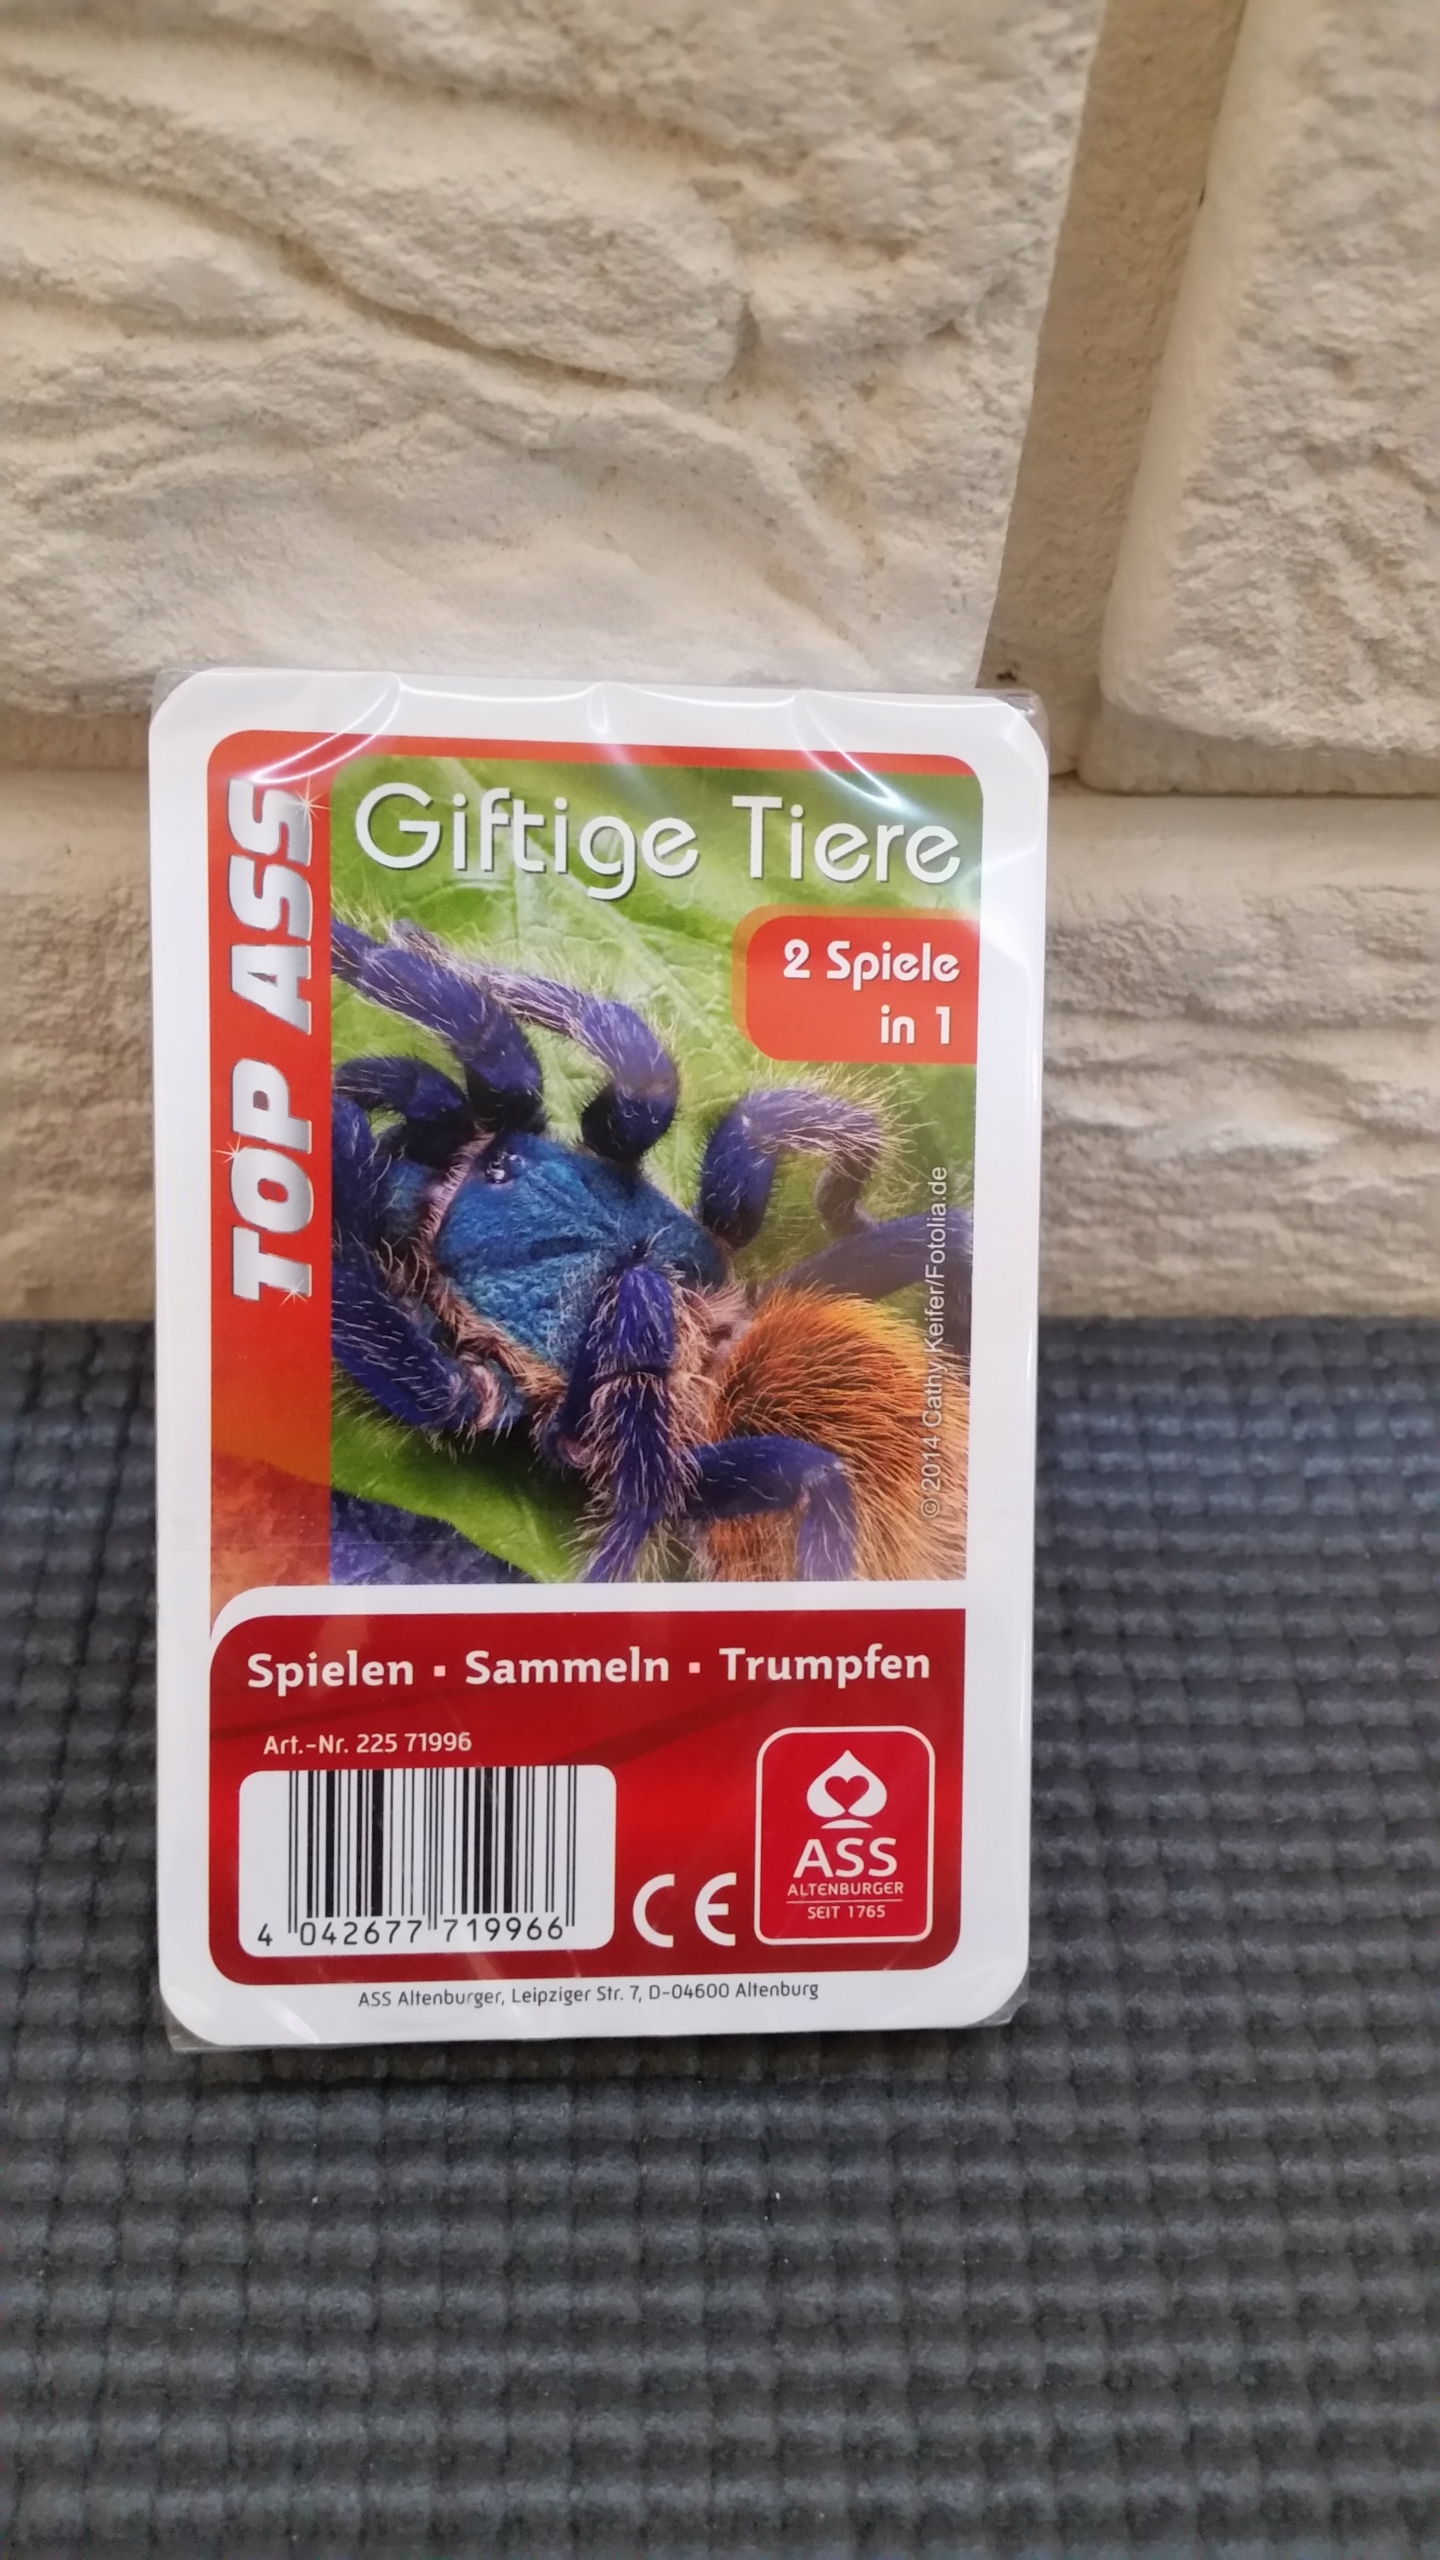 TOP ASS
Giftige Tiere
2 Spiele
in 1
© 2014 Cathy Keifer/Fotolia.de
Spielen ▪ Sammeln ▪ Trumpfen
Art.-Nr. 225 71996
4 042677 719966
CE
ASS
ALTENBURGER
SEIT 1765
ASS Altenburger, Leipziger Str. 7, D-04600 Altenburg